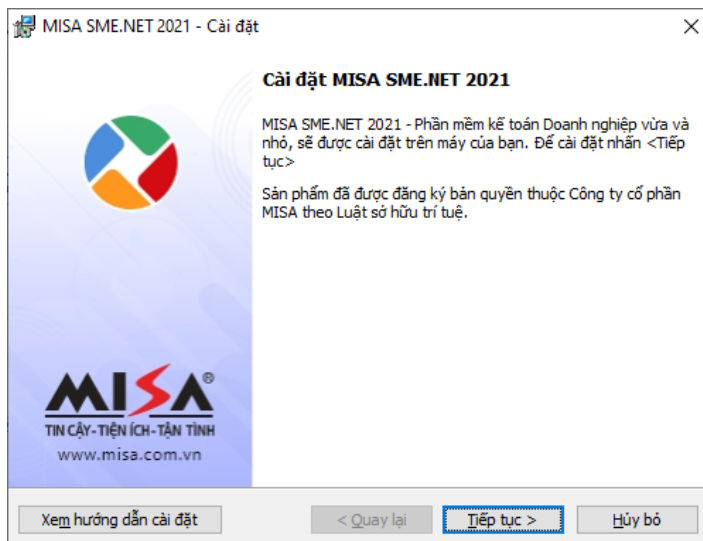 MISA SME.NET 2021 - Cài đặt
Cài đặt MISA SME.NET 2021
MISA SME.NET 2021 - Phần mềm kế toán Doanh nghiệp vừa và
nhỏ, sẽ được cài đặt trên máy của bạn. Để cài đặt nhấn <Tiếp
tục>
Sản phẩm đã được đăng ký bản quyền thuộc Công ty cổ phần
MISA theo Luật sở hữu trí tuệ.
MISA®
TIN CẬY-TIỆN ÍCH-TẬN TÌNH
www.misa.com.vn
Xem hướng dẫn cài đặt
< Quay lại
Tiếp tục >
Hủy bỏ